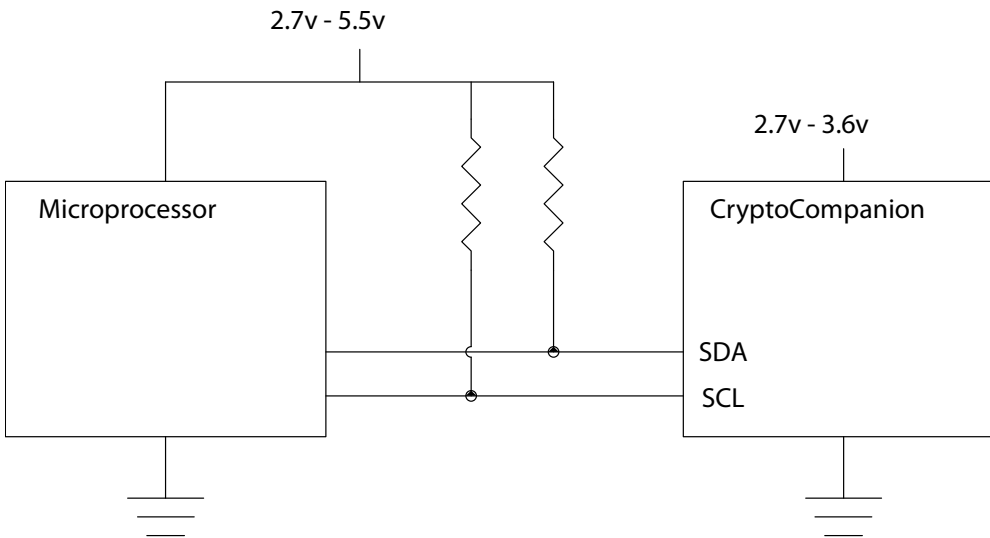 2.7v - 5.5v
2.7v - 3.6v
Microprocessor
CryptoCompanion
SDA
SCL